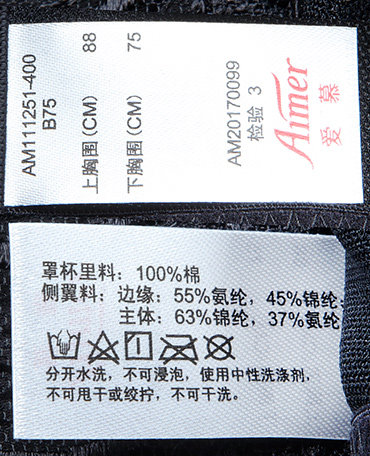 Aimer
爱慕
AM20170099
检验 3
下胸围(CM) 75
上胸围(CM) 88
B75
AM111251-400
罩杯里料: 100%棉
侧翼料: 边缘: 55%氨纶, 45%锦纶
主体: 63%锦纶, 37%氨纶
分开水洗, 不可浸泡, 使用中性洗涤剂,
不可甩干或绞拧, 不可干洗。